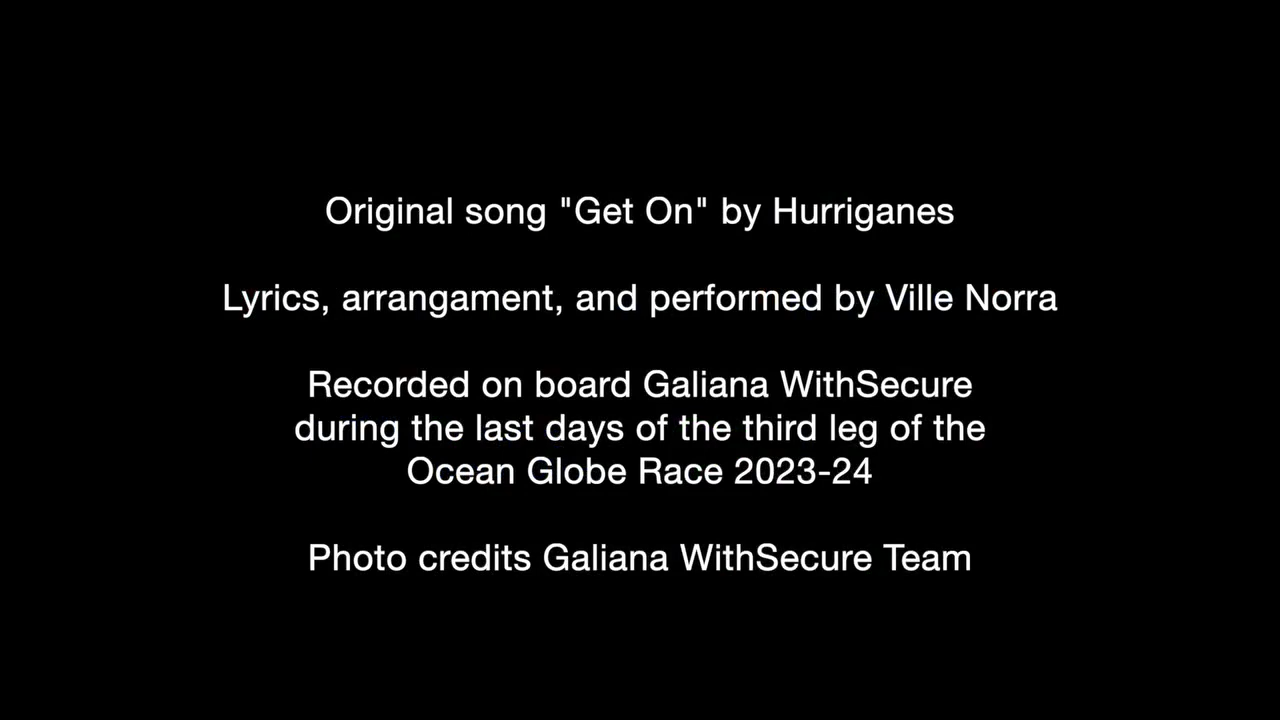 Original song "Get On" by Hurriganes
Lyrics, arrangament, and performed by Ville Norra
Recorded on board Galiana WithSecure
during the last days of the third leg of the
Ocean Globe Race 2023-24
Photo credits Galiana WithSecure Team